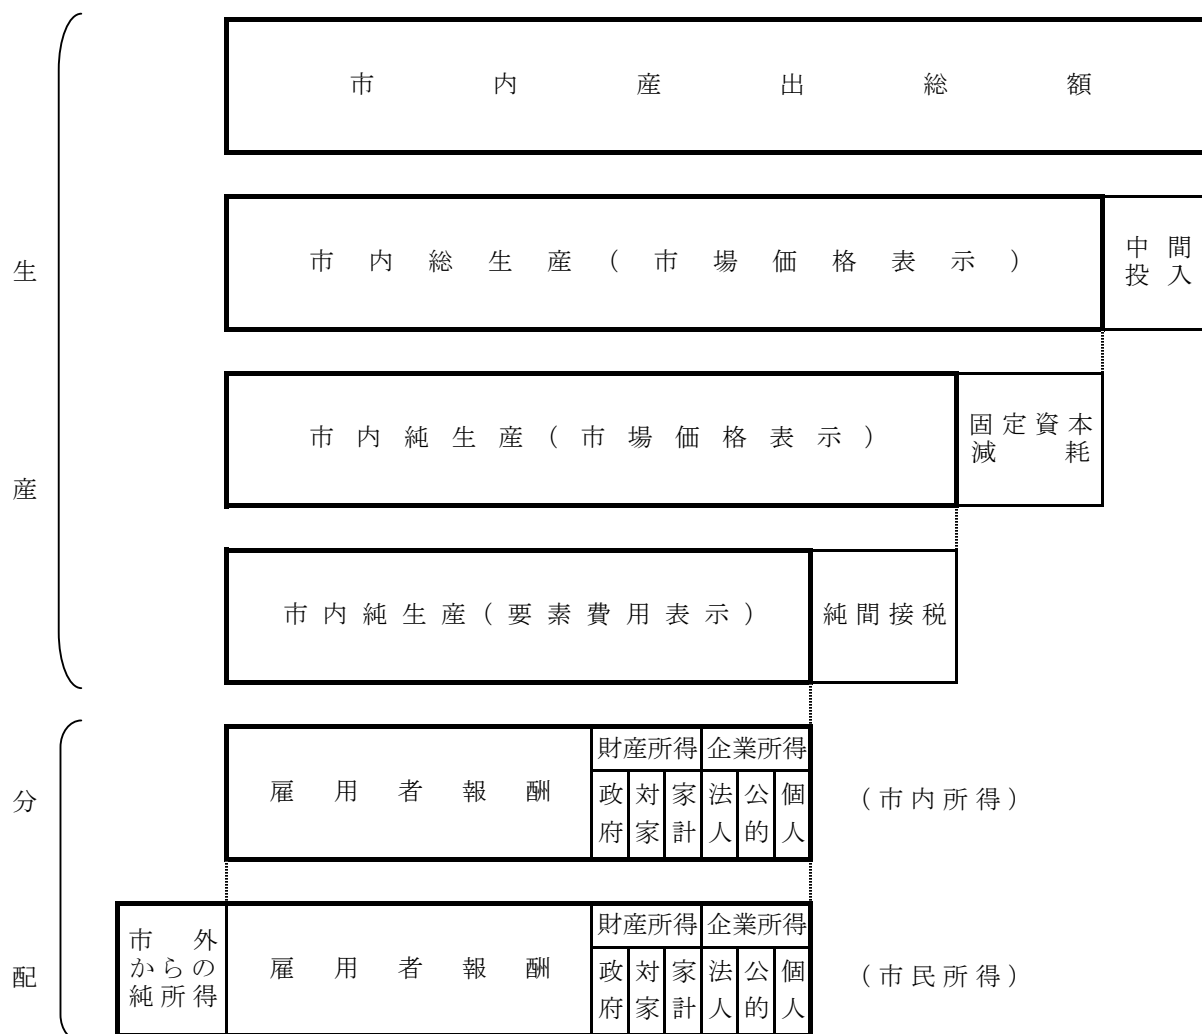 市内産出総額
市内総生産(市場価格表示)
中間
投入
生
市内純生産(市場価格表示)
固定資本
減耗
産
市内純生産(要素費用表示)
純間接税
分
雇用者報酬
財産所得
企業所得
政府
対家
家計
法人
公的
個人
(市内所得)
配
市外
からの
純所得
雇用者報酬
財産所得
企業所得
政府
対家
家計
法人
公的
個人
(市民所得)